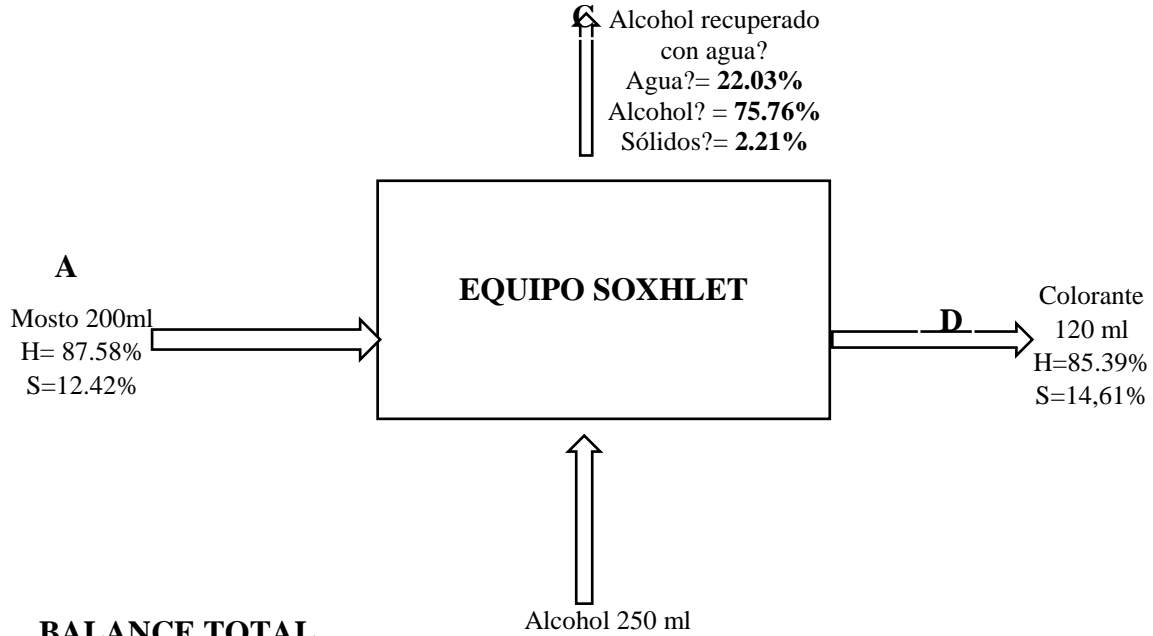 C
Alcohol recuperado
con agua?
Agua?= 22.03%
Alcohol? = 75.76%
Sólidos?= 2.21%
A
Mosto 200ml
H= 87.58%
S=12.42%
EQUIPO SOXHLET
D
Colorante
120 ml
H=85.39%
S=14,61%
Alcohol 250 ml
BALANCE TOTAL